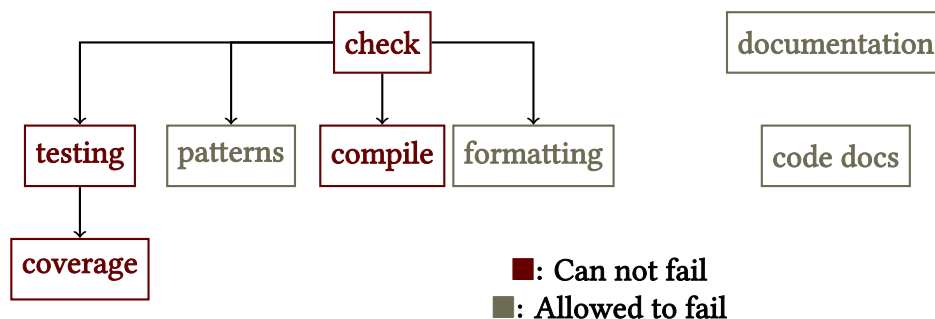 check
documentation
testing
patterns
compile
formatting
code docs
coverage
: Can not fail
: Allowed to fail